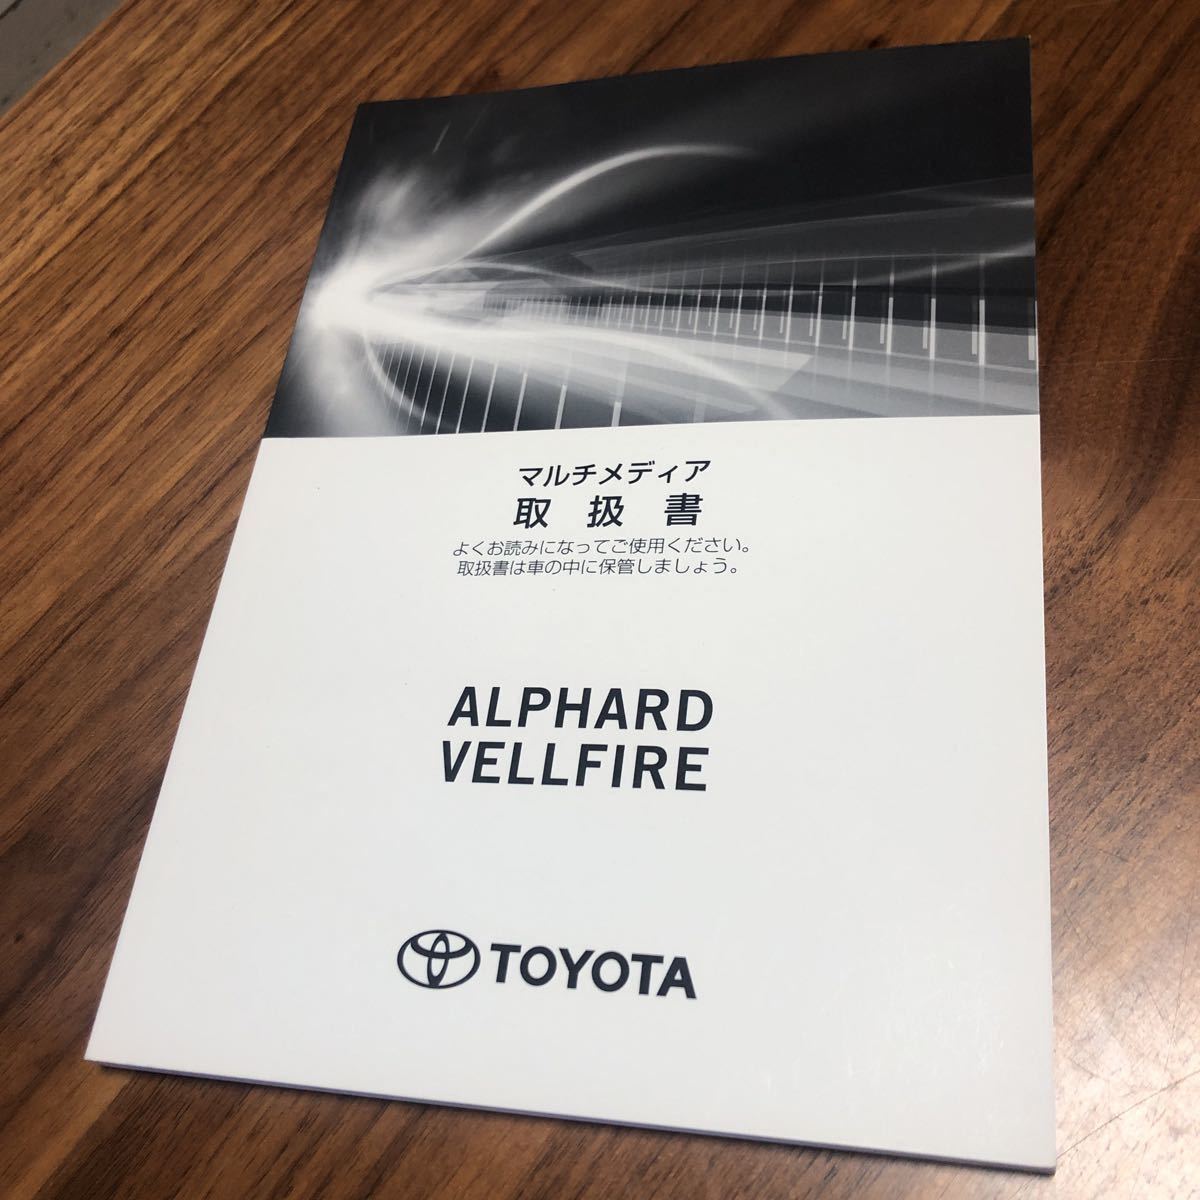 マルチメディア
取扱書
よくお読みになってご使用ください。
取扱書は車の中に保管しましょう。
ALPHARD
VELLFIRE
TOYOTA